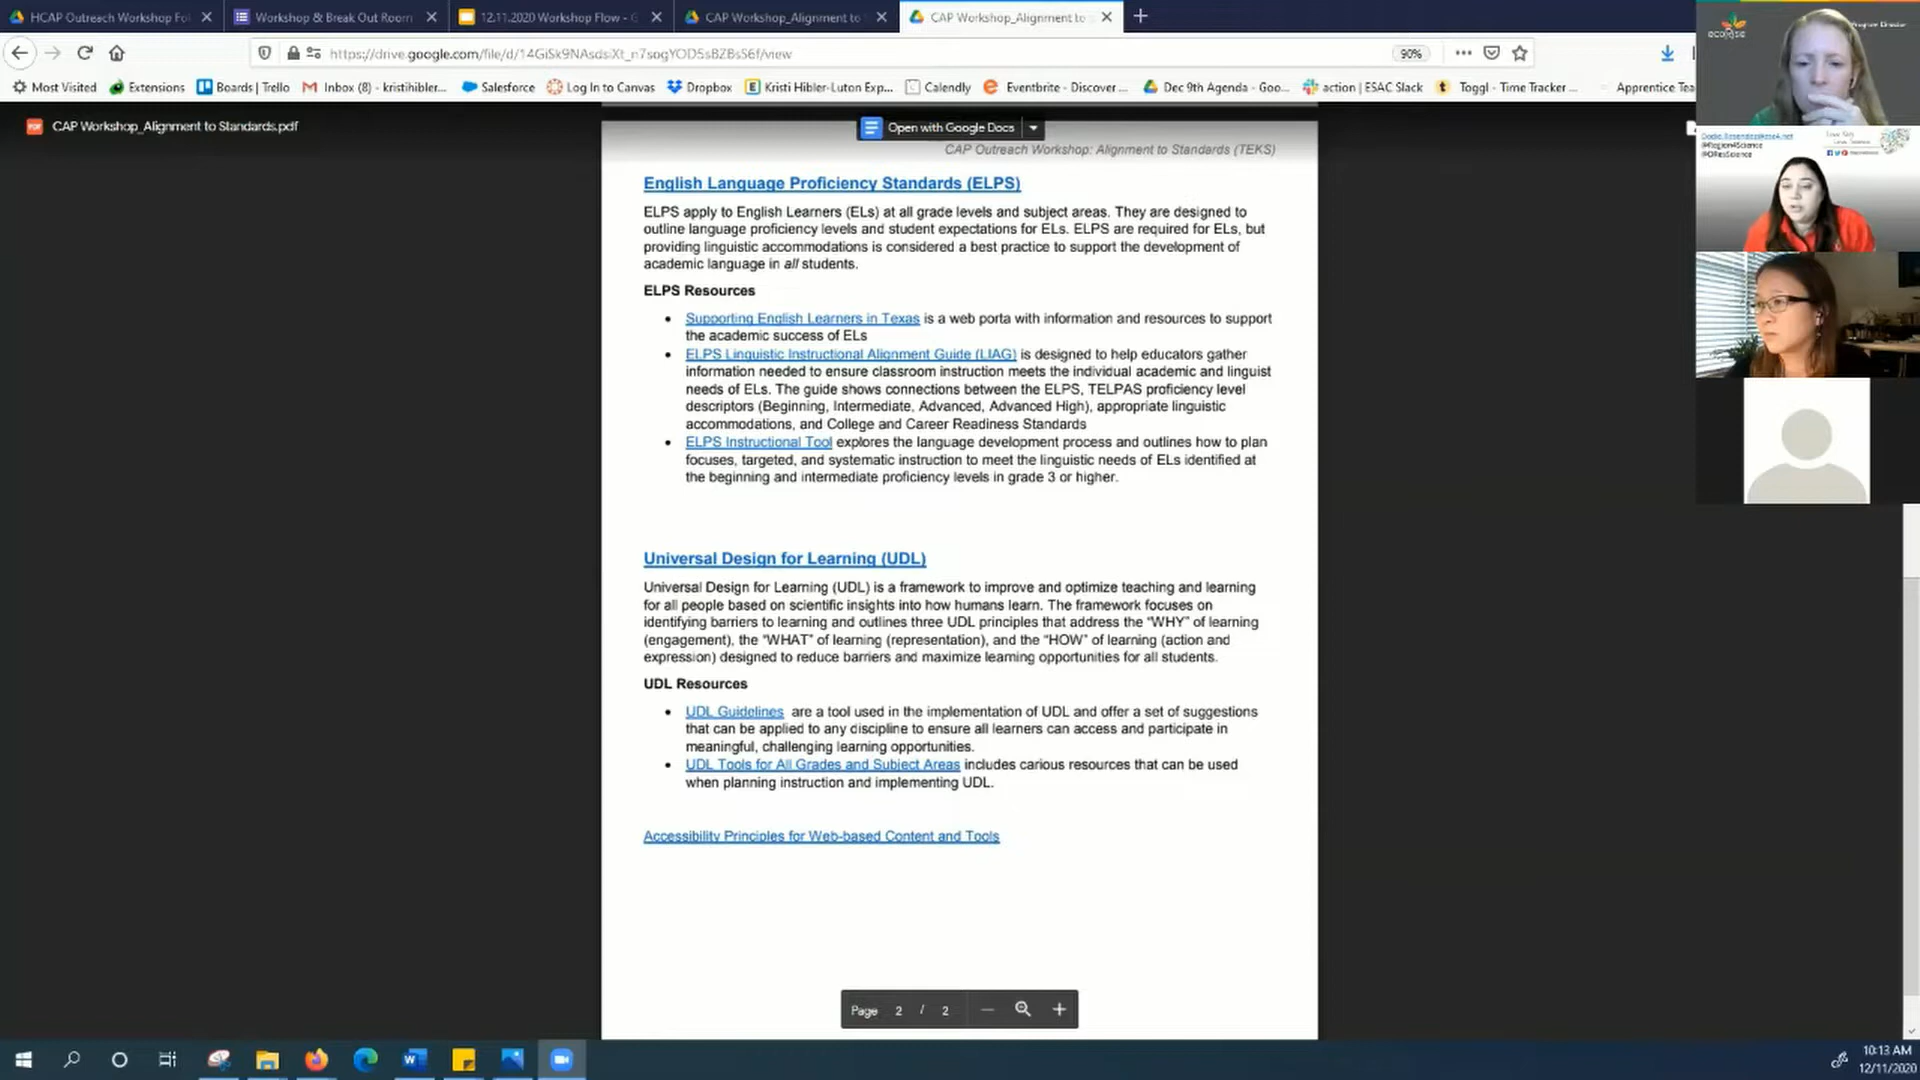 HCAP Outreach Workshop Fol
Workshop & Break Out Room
12.11.2020 Workshop Flow - G
CAP Workshop_Alignment to
CAP Workshop_Alignment to
https://drive.google.com/file/d/14GiSk9NAsdsiXt_n7sogYOD5sBZBsS6f/view
90%
Most Visited
Extensions
Boards | Trello
Inbox (8) - kristihibler...
Salesforce
Log In to Canvas
Dropbox
Kristi Hibler-Luton Exp...
Calendly
Eventbrite - Discover ...
Dec 9th Agenda - Goo...
action | ESAC Slack
Toggl - Time Tracker ...
Apprentice Tea
CAP Workshop_Alignment to Standards.pdf
Open with Google Docs
CAP Outreach Workshop: Alignment to Standards (TEKS)
English Language Proficiency Standards (ELPS)
ELPS apply to English Learners (ELs) at all grade levels and subject areas. They are designed to
outline language proficiency levels and student expectations for ELs. ELPS are required for ELs, but
providing linguistic accommodations is considered a best practice to support the development of
academic language in all students.
ELPS Resources
• Supporting English Learners in Texas is a web porta with information and resources to support
the academic success of ELs
• ELPS Linguistic Instructional Alignment Guide (LIAG) is designed to help educators gather
information needed to ensure classroom instruction meets the individual academic and linguist
needs of ELs. The guide shows connections between the ELPS, TELPAS proficiency level
descriptors (Beginning, Intermediate, Advanced, Advanced High), appropriate linguistic
accommodations, and College and Career Readiness Standards
• ELPS Instructional Tool explores the language development process and outlines how to plan
focuses, targeted, and systematic instruction to meet the linguistic needs of ELs identified at
the beginning and intermediate proficiency levels in grade 3 or higher.
Universal Design for Learning (UDL)
Universal Design for Learning (UDL) is a framework to improve and optimize teaching and learning
for all people based on scientific insights into how humans learn. The framework focuses on
identifying barriers to learning and outlines three UDL principles that address the “WHY” of learning
(engagement), the “WHAT” of learning (representation), and the “HOW” of learning (action and
expression) designed to reduce barriers and maximize learning opportunities for all students.
UDL Resources
• UDL Guidelines are a tool used in the implementation of UDL and offer a set of suggestions
that can be applied to any discipline to ensure all learners can access and participate in
meaningful, challenging learning opportunities.
• UDL Tools for All Grades and Subject Areas includes carious resources that can be used
when planning instruction and implementing UDL.
Accessibility Principles for Web-based Content and Tools
Page 2 / 2
ecorise
Program Director
@Region4Science
10:13 AM
12/11/2020